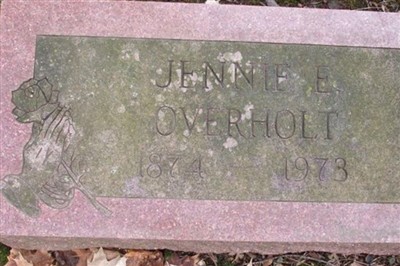 JENNIE E.
OVERHOLT
1874 — 1973